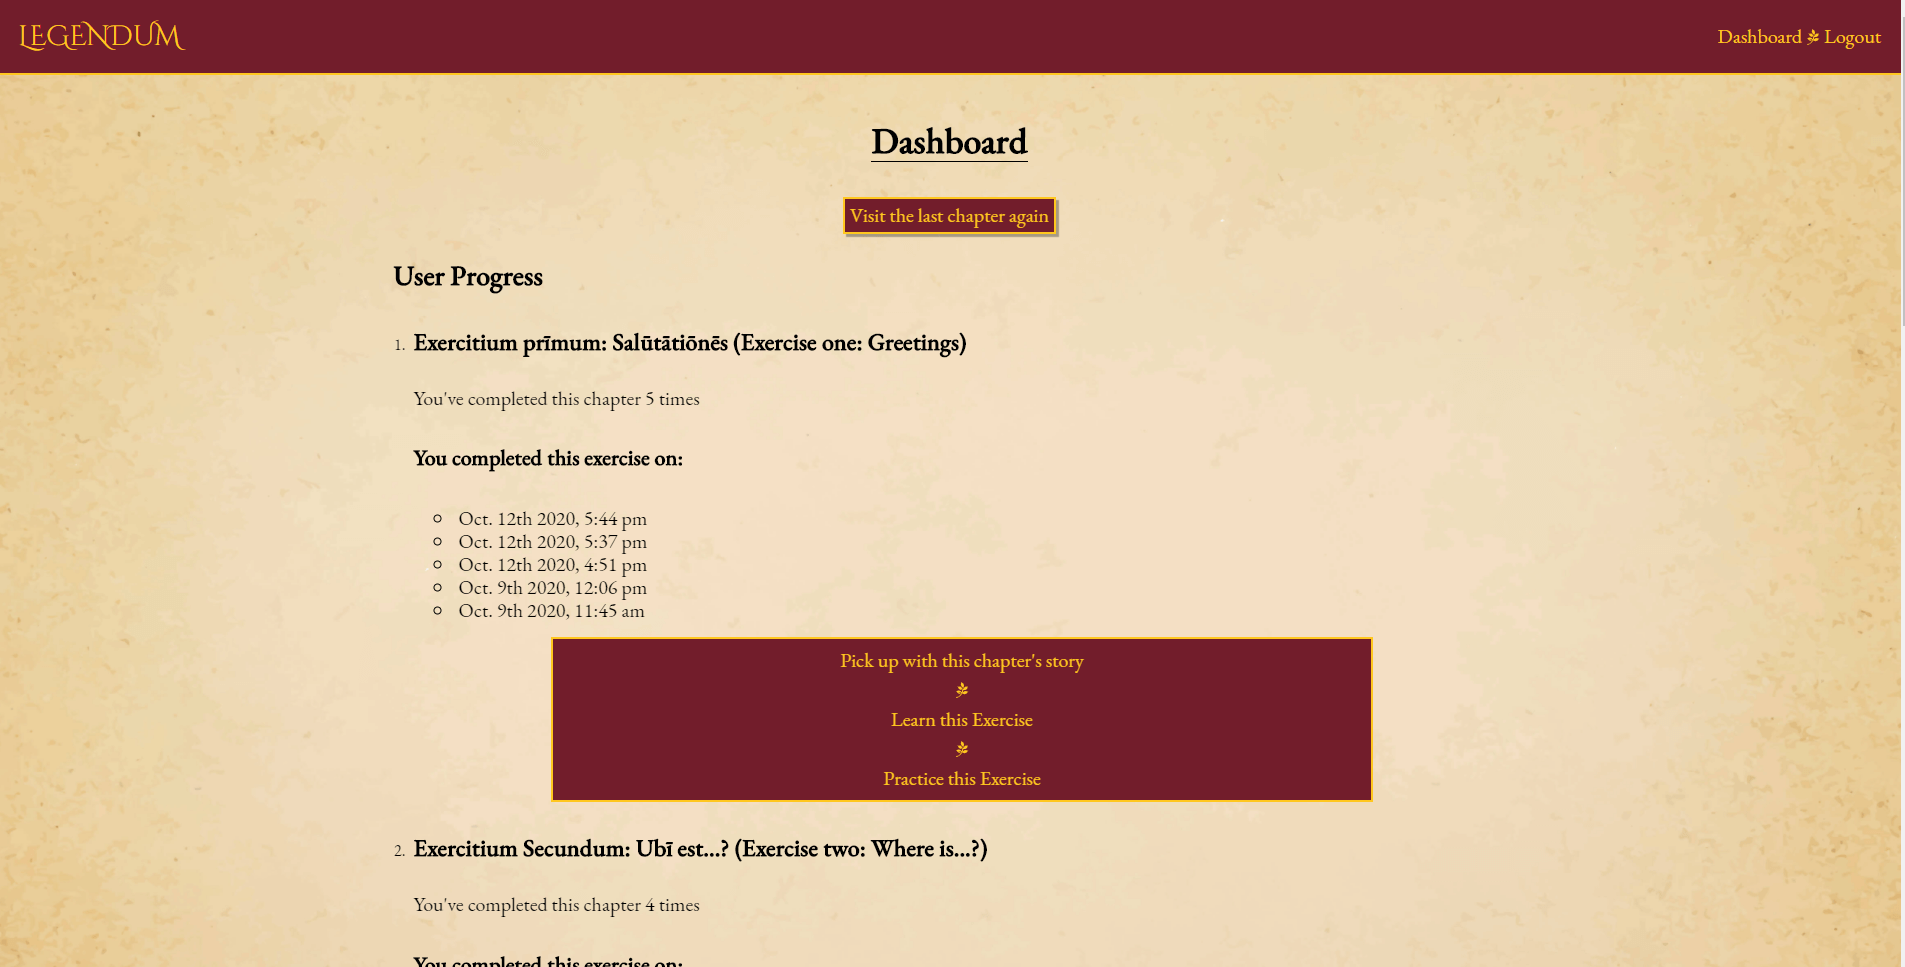 LEGENDUM
Dashboard Logout
Dashboard
Visit the last chapter again
User Progress
1. Exercitium prīmum: Salūtātiōnēs (Exercise one: Greetings)
You've completed this chapter 5 times
You completed this exercise on:
Oct. 12th 2020, 5:44 pm
Oct. 12th 2020, 5:37 pm
Oct. 12th 2020, 4:51 pm
Oct. 9th 2020, 12:06 pm
Oct. 9th 2020, 11:45 am
Pick up with this chapter's story
Learn this Exercise
Practice this Exercise
2. Exercitium Secundum: Ubī est...? (Exercise two: Where is...?)
You've completed this chapter 4 times
You completed this exercise on: